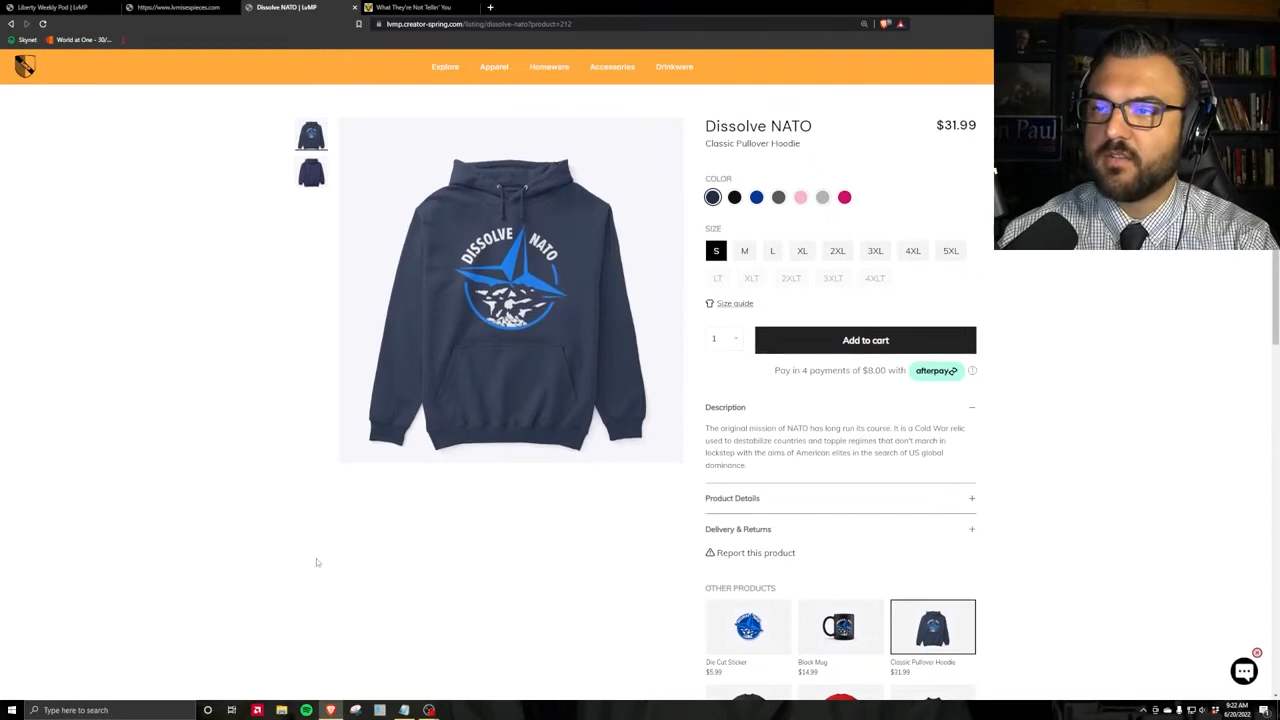 Liberty Weekly Pod | LvMP
https://www.lvmisespieces.com
Dissolve NATO | LvMP
What They're Not Tellin' You
lvmp.creator-spring.com/listing/dissolve-nato?product=212
Skynet
World at One - 30/...
Explore
Apparel
Homeware
Accessories
Drinkware
Dissolve NATO
$31.99
Classic Pullover Hoodie
COLOR
DISSOLVE NATO
SIZE
S
M
L
XL
2XL
3XL
4XL
5XL
LT
XLT
2XLT
3XLT
4XLT
Size guide
1
Add to cart
Pay in 4 payments of $8.00 with afterpay
Description
The original mission of NATO has long run its course. It is a Cold War relic
used to destabilize countries and topple regimes that don't march in
lockstep with the aims of American elites in the search of US global
dominance.
Product Details
Delivery & Returns
Report this product
OTHER PRODUCTS
Die Cut Sticker
$5.99
Black Mug
$14.99
Classic Pullover Hoodie
$31.99
Type here to search
9:22 AM
6/20/2022